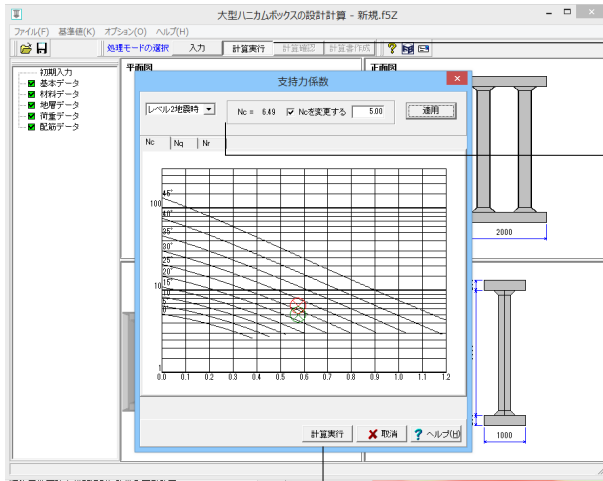 大型ハニカムボックスの設計計算 - 新規.f5Z
ファイル(F) 基準値(K) オプション(O) ヘルプ(H)
処理モードの選択 入力 計算実行 計算確認 計算書作成
初期入力
基本データ
材料データ
地層データ
荷重データ
配筋データ
平面図
正面図
支持力係数
レベル2地震時 Nc = 6.49 Ncを変更する 5.00 適用
Nc Nq Nr
45°
100
40°
35°
30°
25°
20°
10 15°
10°
5°
0°
1
0.0 0.1 0.2 0.3 0.4 0.5 0.6 0.7 0.8 0.9 1.0 1.1 1.2
計算実行 取消 ヘルプ(H)
2000
1000